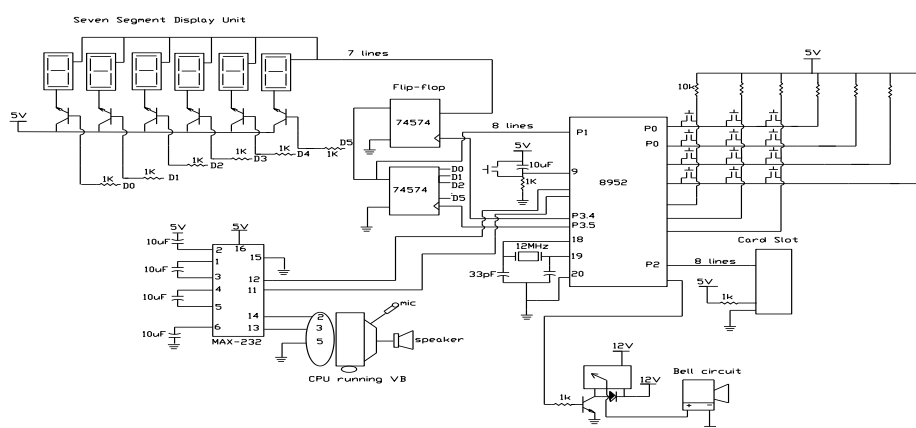 Seven Segment Display Unit
7 lines
5V
1K
D0
1K
D1
1K
D2
1K
D3
1K
D4
1K
D5
Flip-flop
74574
8 lines
74574
D0
D1
D2
D5
5V
10uF
1K
P1
9
8952
P3.4
P3.5
18
19
20
P0
P0
P2
12MHz
33pF
5V
10k
Card Slot
8 lines
5V
1k
5V
10uF
10uF
10uF
10uF
5V
16
2
1
3
4
5
6
15
12
11
14
13
MAX-232
2
3
5
mic
speaker
CPU running VB
12V
12V
1k
Bell circuit
+ -